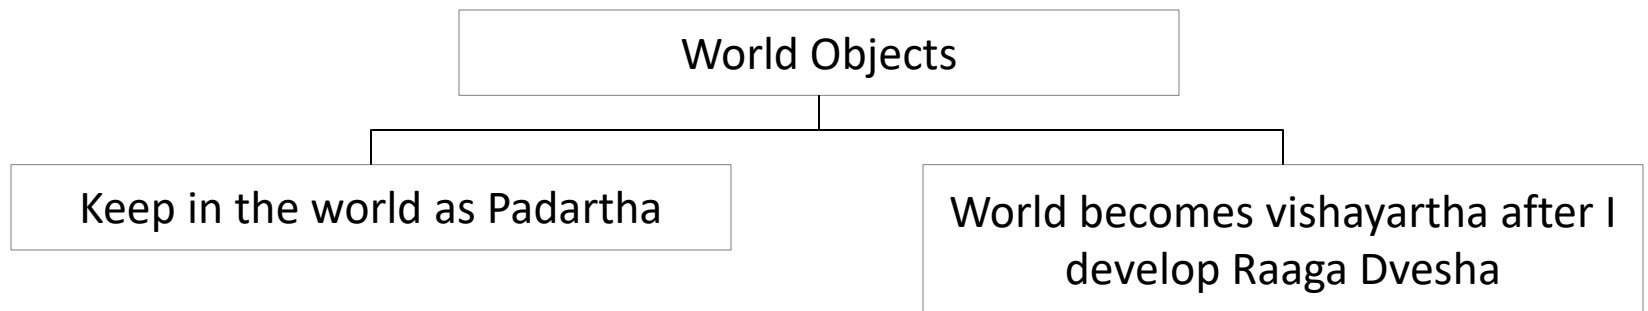 World Objects
Keep in the world as Padartha
World becomes vishayartha after I
develop Raaga Dvesha